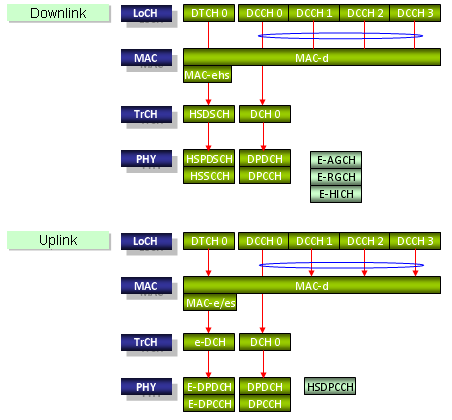 Downlink LoCH DTCH 0 DCCH 0 DCCH 1 DCCH 2 DCCH 3
MAC MAC-d
MAC-ehs
TrCH HSDSCH DCH 0
PHY HSPDSCH DPDCH E-AGCH
HSSCCH DPCCH E-RGCH
E-HICH
Uplink LoCH DTCH 0 DCCH 0 DCCH 1 DCCH 2 DCCH 3
MAC MAC-d
MAC-e/es
TrCH e-DCH DCH 0
PHY E-DPDCH DPDCH HSDPCCH
E-DPCCH DPCCH